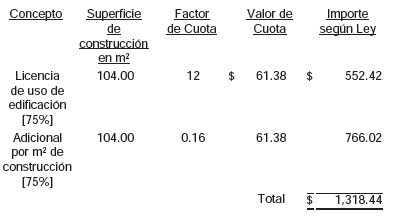 Concepto Superficie de construcción en m² Factor de Cuota Valor de Cuota Importe según Ley
Licencia de uso de edificación [75%] 104.00 12 $ 61.38 $ 552.42
Adicional por m² de construcción [75%] 104.00 0.16 61.38 766.02
Total $ 1,318.44